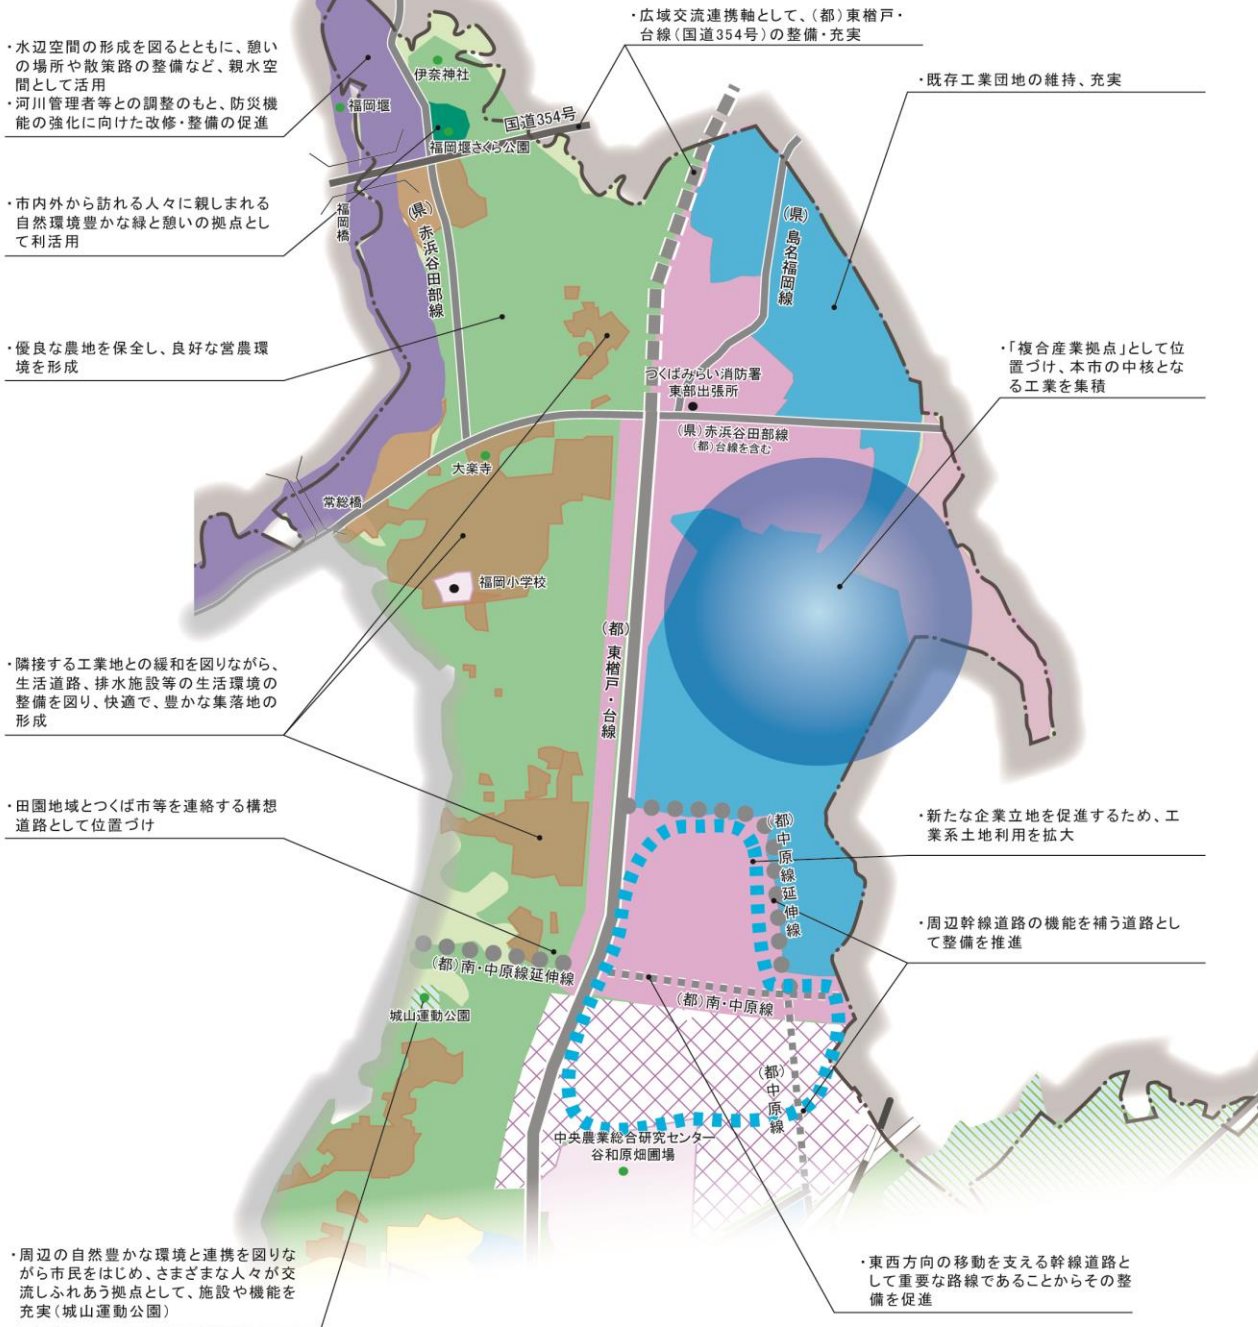 ・広域交流連携軸として、(都)東楢戸・
台線(国道354号)の整備・充実
・水辺空間の形成を図るとともに、憩い
の場所や散策路の整備など、親水空
間として活用
・河川管理者等との調整のもと、防災機
能の強化に向けた改修・整備の促進
・既存工業団地の維持、充実
伊奈神社
福岡堰
国道354号
福岡堰さくら公園
・市内外から訪れる人々に親しまれる
自然環境豊かな緑と憩いの拠点とし
て利活用
福岡橋
(県)赤浜谷田部線
(県)島名福岡線
・優良な農地を保全し、良好な営農環
境を形成
・「複合産業拠点」として位
置づけ、本市の中核とな
る工業を集積
つくばみらい消防署
東部出張所
(県)赤浜谷田部線
(都)台線を含む
大楽寺
常総橋
福岡小学校
(都)東楢戸・台線
・隣接する工業地との緩和を図りながら、
生活道路、排水施設等の生活環境の
整備を図り、快適で、豊かな集落地の
形成
・田園地域とつくば市等を連絡する構想
道路として位置づけ
・新たな企業立地を促進するため、工
業系土地利用を拡大
(都)中原線延伸線
・周辺幹線道路の機能を補う道路とし
て整備を推進
(都)南・中原線延伸線
(都)南・中原線
城山運動公園
(都)中原線
中央農業総合研究センター
谷和原畑圃場
・周辺の自然豊かな環境と連携を図りな
がら市民をはじめ、さまざまな人々が交
流しふれあう拠点として、施設や機能を
充実(城山運動公園)
・東西方向の移動を支える幹線道路と
して重要な路線であることからその整
備を促進